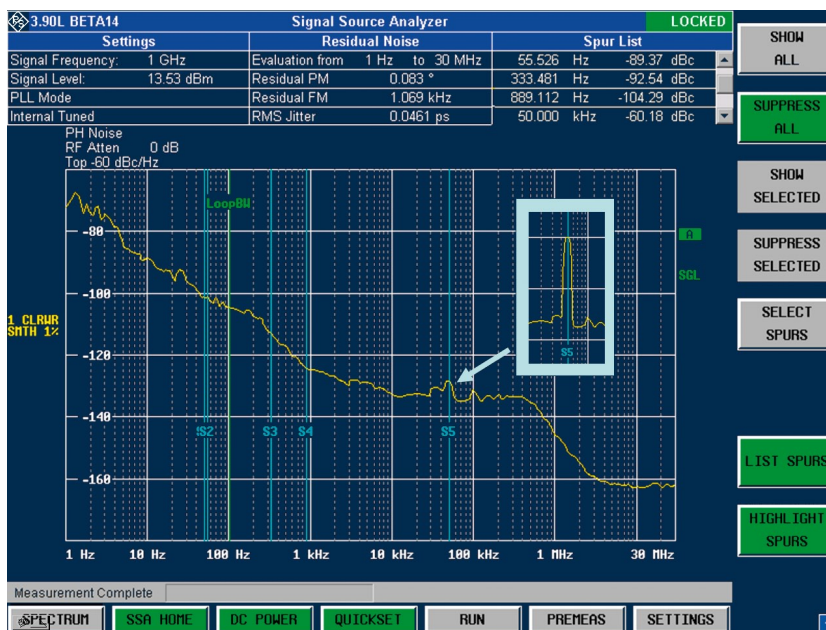 3.90L BETA14 Signal Source Analyzer LOCKED
Settings Residual Noise Spur List
Signal Frequency: 1 GHz Evaluation from 1 Hz to 30 MHz 55.526 Hz -89.37 dBc
Signal Level: 13.53 dBm Residual PM 0.083 ° 333.481 Hz -92.54 dBc
PLL Mode Residual FM 1.069 kHz 889.112 Hz -104.29 dBc
Internal Tuned RMS Jitter 0.0461 ps 50.000 kHz -60.18 dBc
PH Noise
RF Atten 0 dB
Top -60 dBc/Hz
LoopBW
-80
-100
-120
-140
-160
1 CLRWR
SMTH 1%
A
SGL
S2 S3 S4 S5
S5
1 Hz 10 Hz 100 Hz 1 kHz 10 kHz 100 kHz 1 MHz 30 MHz
Measurement Complete
SPECTRUM SSA HOME DC POWER QUICKSET RUN PREMEAS SETTINGS
SHOW
ALL
SUPPRESS
ALL
SHOW
SELECTED
SUPPRESS
SELECTED
SELECT
SPURS
LIST SPURS
HIGHLIGHT
SPURS